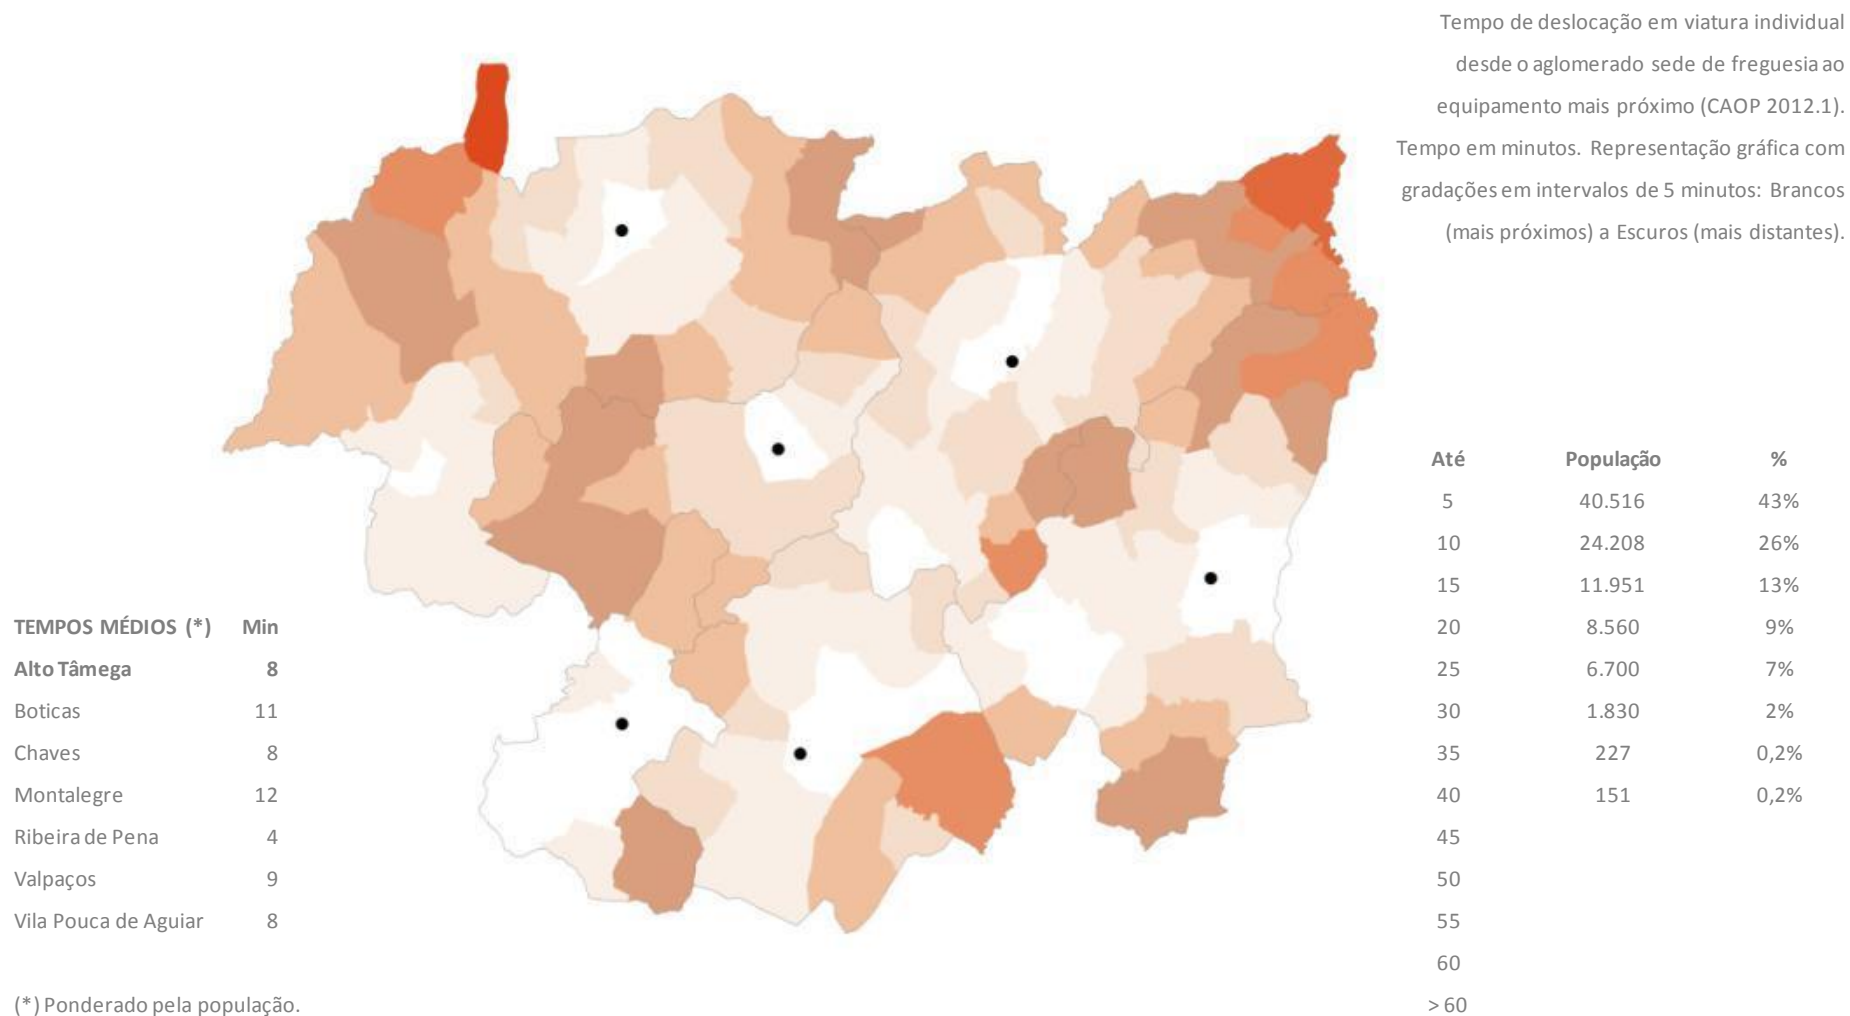 Tempo de deslocação em viatura individual
desde o aglomerado sede de freguesia ao
equipamento mais próximo (CAOP 2012.1).
Tempo em minutos. Representação gráfica com
gradações em intervalos de 5 minutos: Brancos
(mais próximos) a Escuros (mais distantes).
Até População %
5 40.516 43%
10 24.208 26%
15 11.951 13%
20 8.560 9%
25 6.700 7%
30 1.830 2%
35 227 0,2%
40 151 0,2%
45
50
55
60
> 60
TEMPOS MÉDIOS (*) Min
Alto Tâmega 8
Boticas 11
Chaves 8
Montalegre 12
Ribeira de Pena 4
Valpaços 9
Vila Pouca de Aguiar 8
(*) Ponderado pela população.